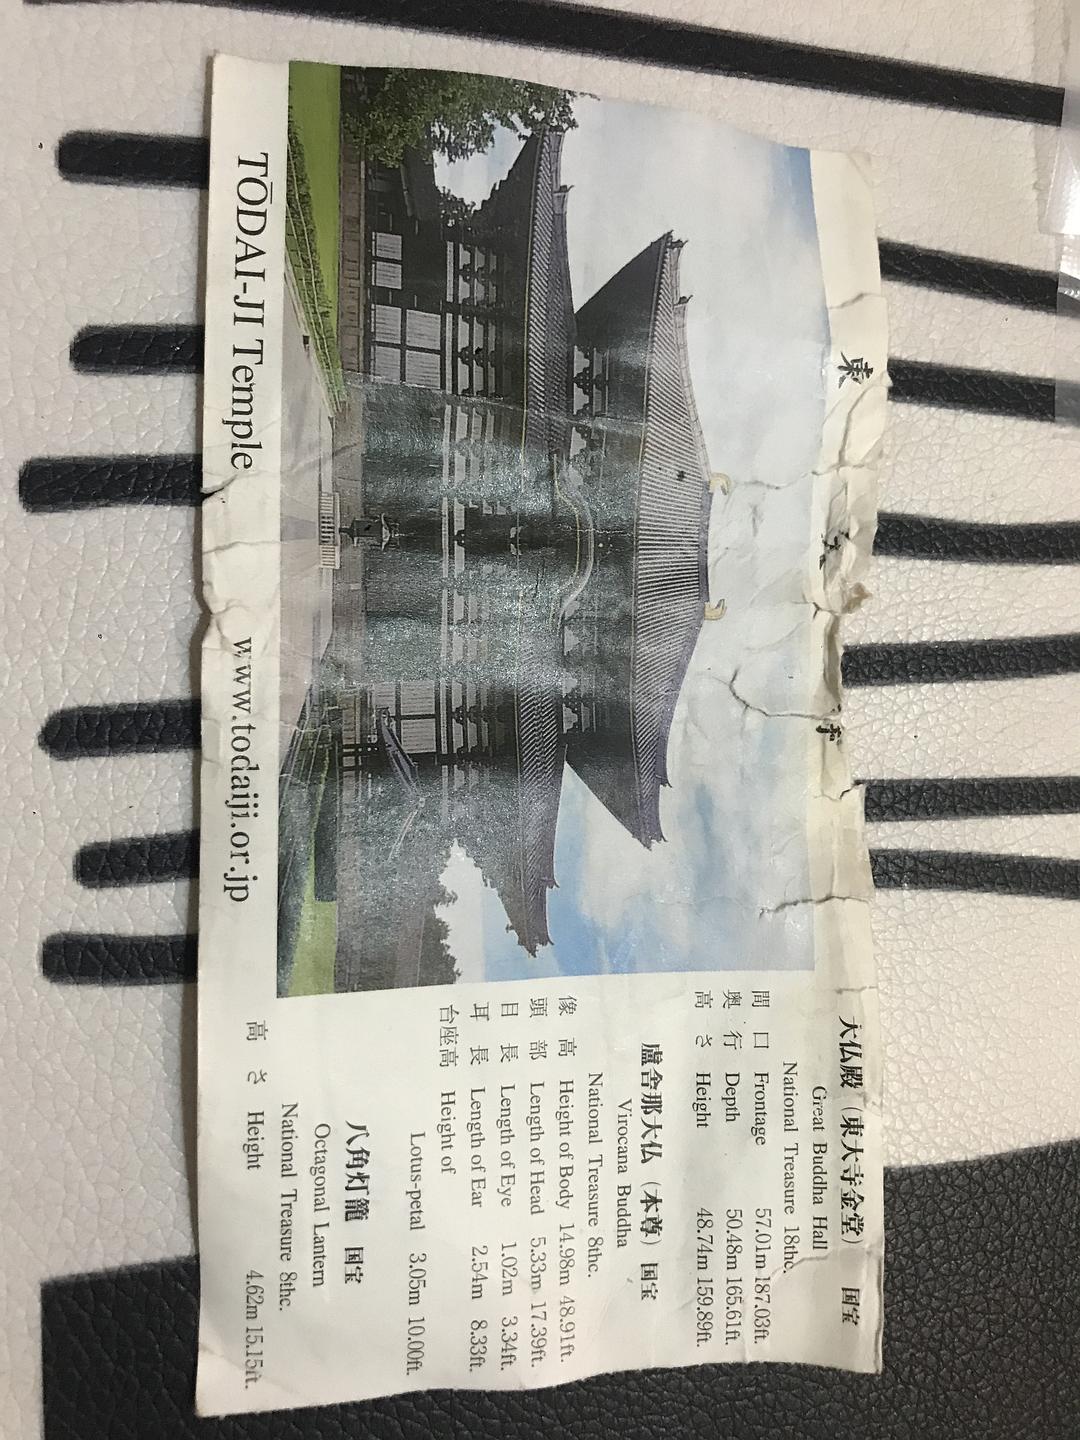 東大寺
大仏殿（東大寺金堂） 国宝
Great Buddha Hall
National Treasure 18thc.
間 口 Frontage 57.01m 187.03ft.
奥 行 Depth 50.48m 165.61ft.
高 さ Height 48.74m 159.89ft.
盧舎那大仏（本尊）国宝
Virocana Buddha
National Treasure 8thc.
像 高 Height of Body 14.98m 48.91ft.
頭 部 Length of Head 5.33m 17.39ft.
目 長 Length of Eye 1.02m 3.34ft.
耳 長 Length of Ear 2.54m 8.33ft.
台座高 Height of
Lotus-petal 3.05m 10.00ft.
八角灯籠 国宝
Octagonal Lantern
National Treasure 8thc.
高 さ Height 4.62m 15.15ft.
TŌDAI-JI Temple www.todaiji.or.jp